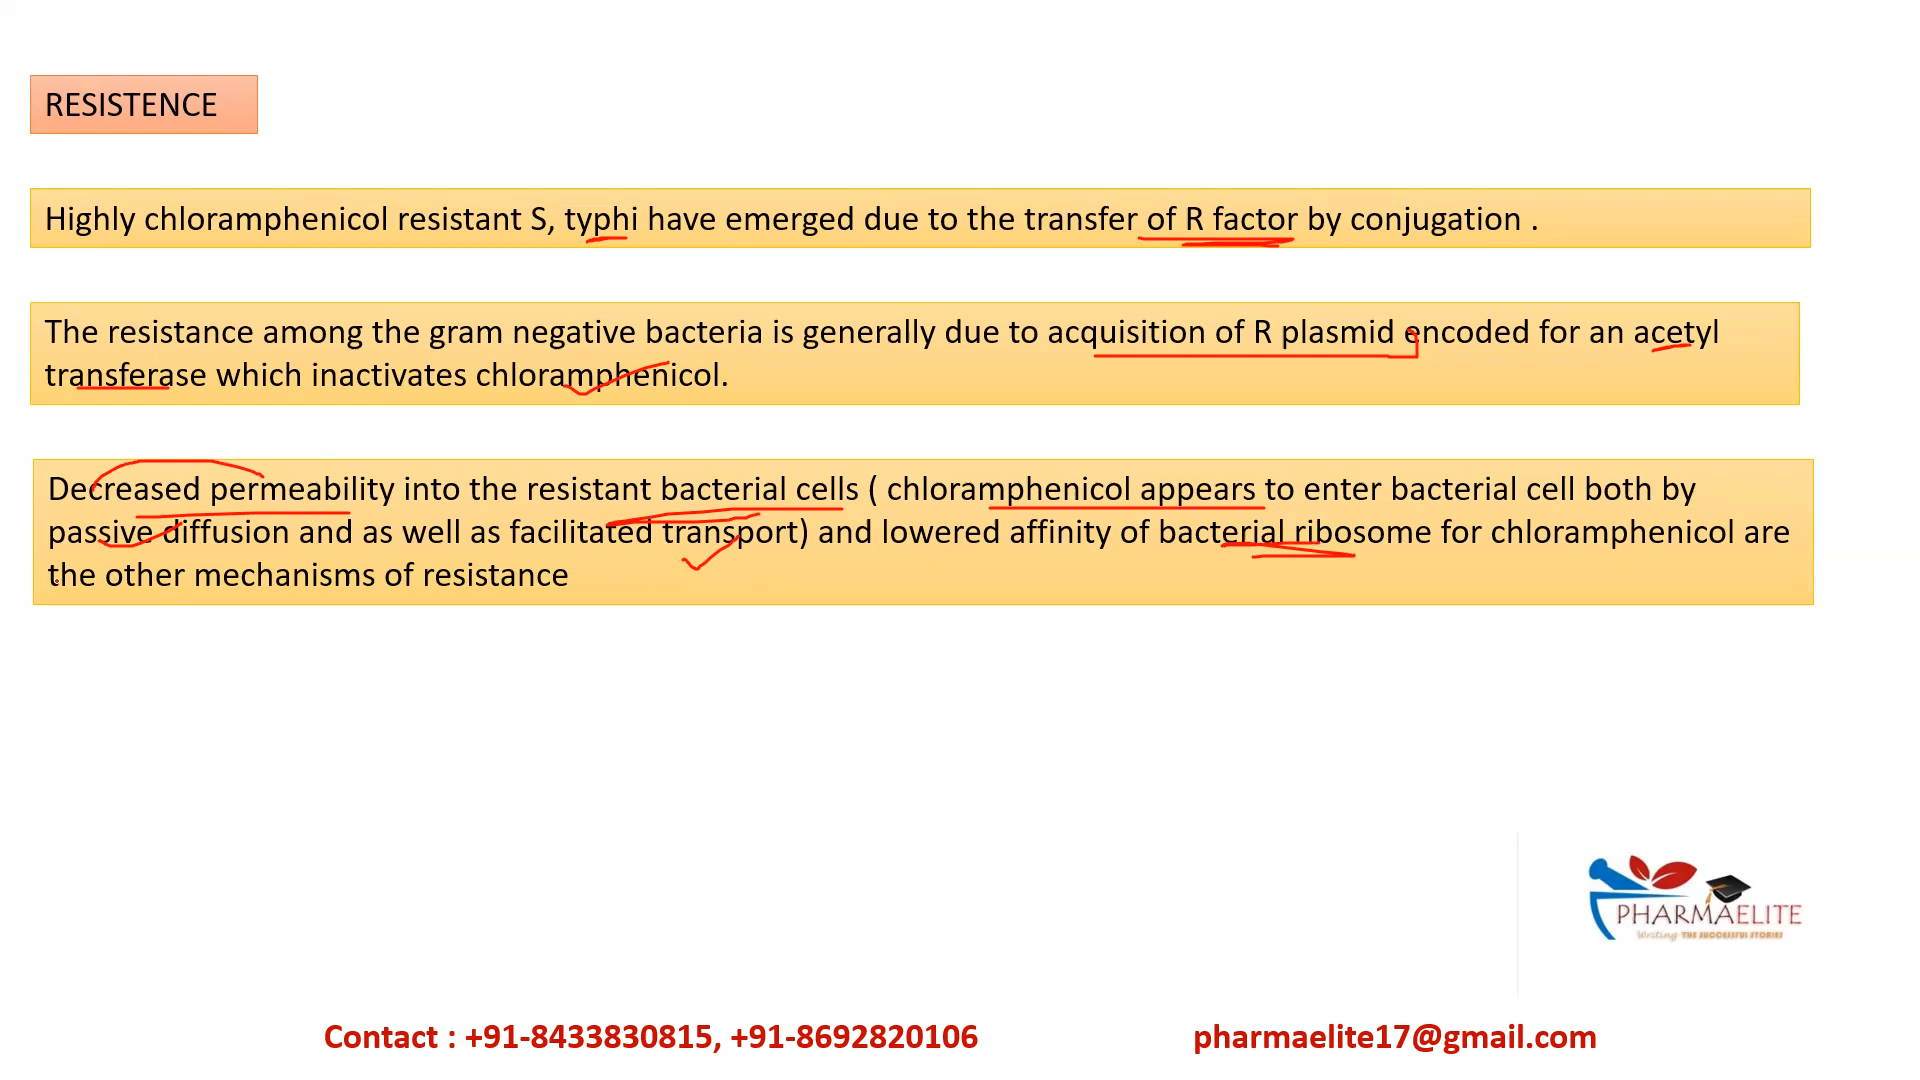 RESISTENCE
Highly chloramphenicol resistant S, typhi have emerged due to the transfer of R factor by conjugation .
The resistance among the gram negative bacteria is generally due to acquisition of R plasmid encoded for an acetyl
transferase which inactivates chloramphenicol.
Decreased permeability into the resistant bacterial cells ( chloramphenicol appears to enter bacterial cell both by
passive diffusion and as well as facilitated transport) and lowered affinity of bacterial ribosome for chloramphenicol are
the other mechanisms of resistance
PHARMAELITE
Writing THE SUCCESSFUL STORIES
Contact : +91-8433830815, +91-8692820106 pharmaelite17@gmail.com